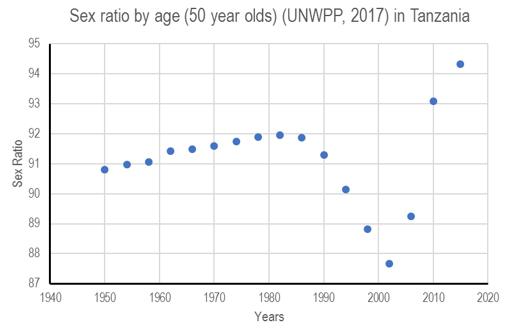 Sex ratio by age (50 year olds) (UNWPP, 2017) in Tanzania
95
94
93
92
91
90
89
88
87
Sex Ratio
1940 1950 1960 1970 1980 1990 2000 2010 2020
Years